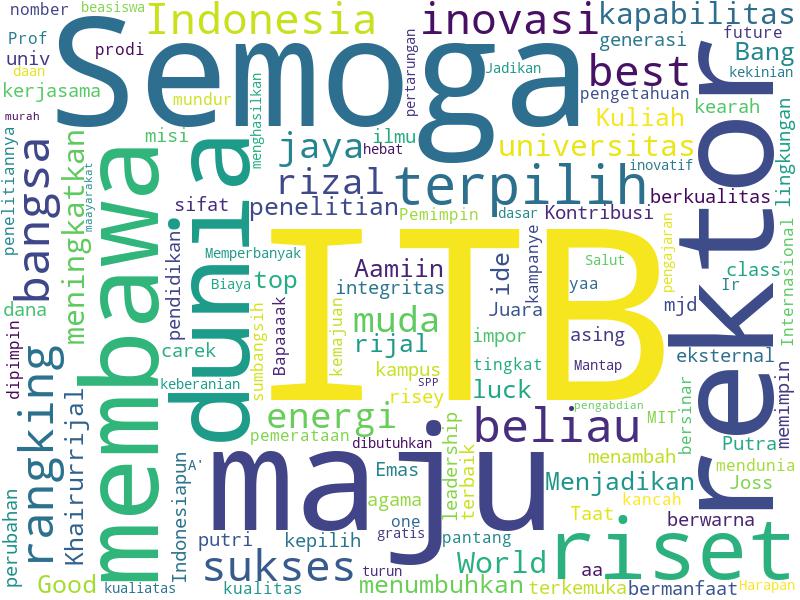 nomber
beasiswa
Indonesia
inovasi
kapabilitas
Prof
prodi
generasi
future
univ
Bang
daan
Semoga
pertarungan
Jadikan
best
kekinian
kerjasama
mundur
pengetahuan
kearah
murah
misi
menghasilkan
ilmu
Kuliah
jaya
hebat
universitas
inovatif
lingkungan
penelitiannya
bangsa
meningkatkan
maayarakat
membawa
dunia
rizal
terpilih
berkualitas
rektor
sifat
penelitian
Pemimpin
dasar
Kontribusi
pengajaran
pendidikan
Memperbanyak
ITB
Aamiin
ide
kampanye
Salut
class
Internasional
Biaya
top
integritas
yaa
Ir
dana
sumbangsih
Bapaaaak
kemajuan
muda
Juara
mjd
dipimpin
carek
rijal
impor
asing
eksternal
rangking
keberanian
kampus
tingkat
Mantap
memimpin
SPP
risey
luck
Khairurrijal
energi
pengabdian
bersinar
MIT
pemerataan
dibutuhkan
leadership
terbaik
beliau
Putra
Indonesiapun
A'
maju
Emas
menambah
mendunia
perubahan
agama
Menjadikan
Joss
kancah
one
Taat
berwarna
putri
kepilih
gratis
pantang
riset
sukses
turun
World
aa
Good
kualiatas
kualitas
menumbuhkan
terkemuka
bermanfaat
Harapan